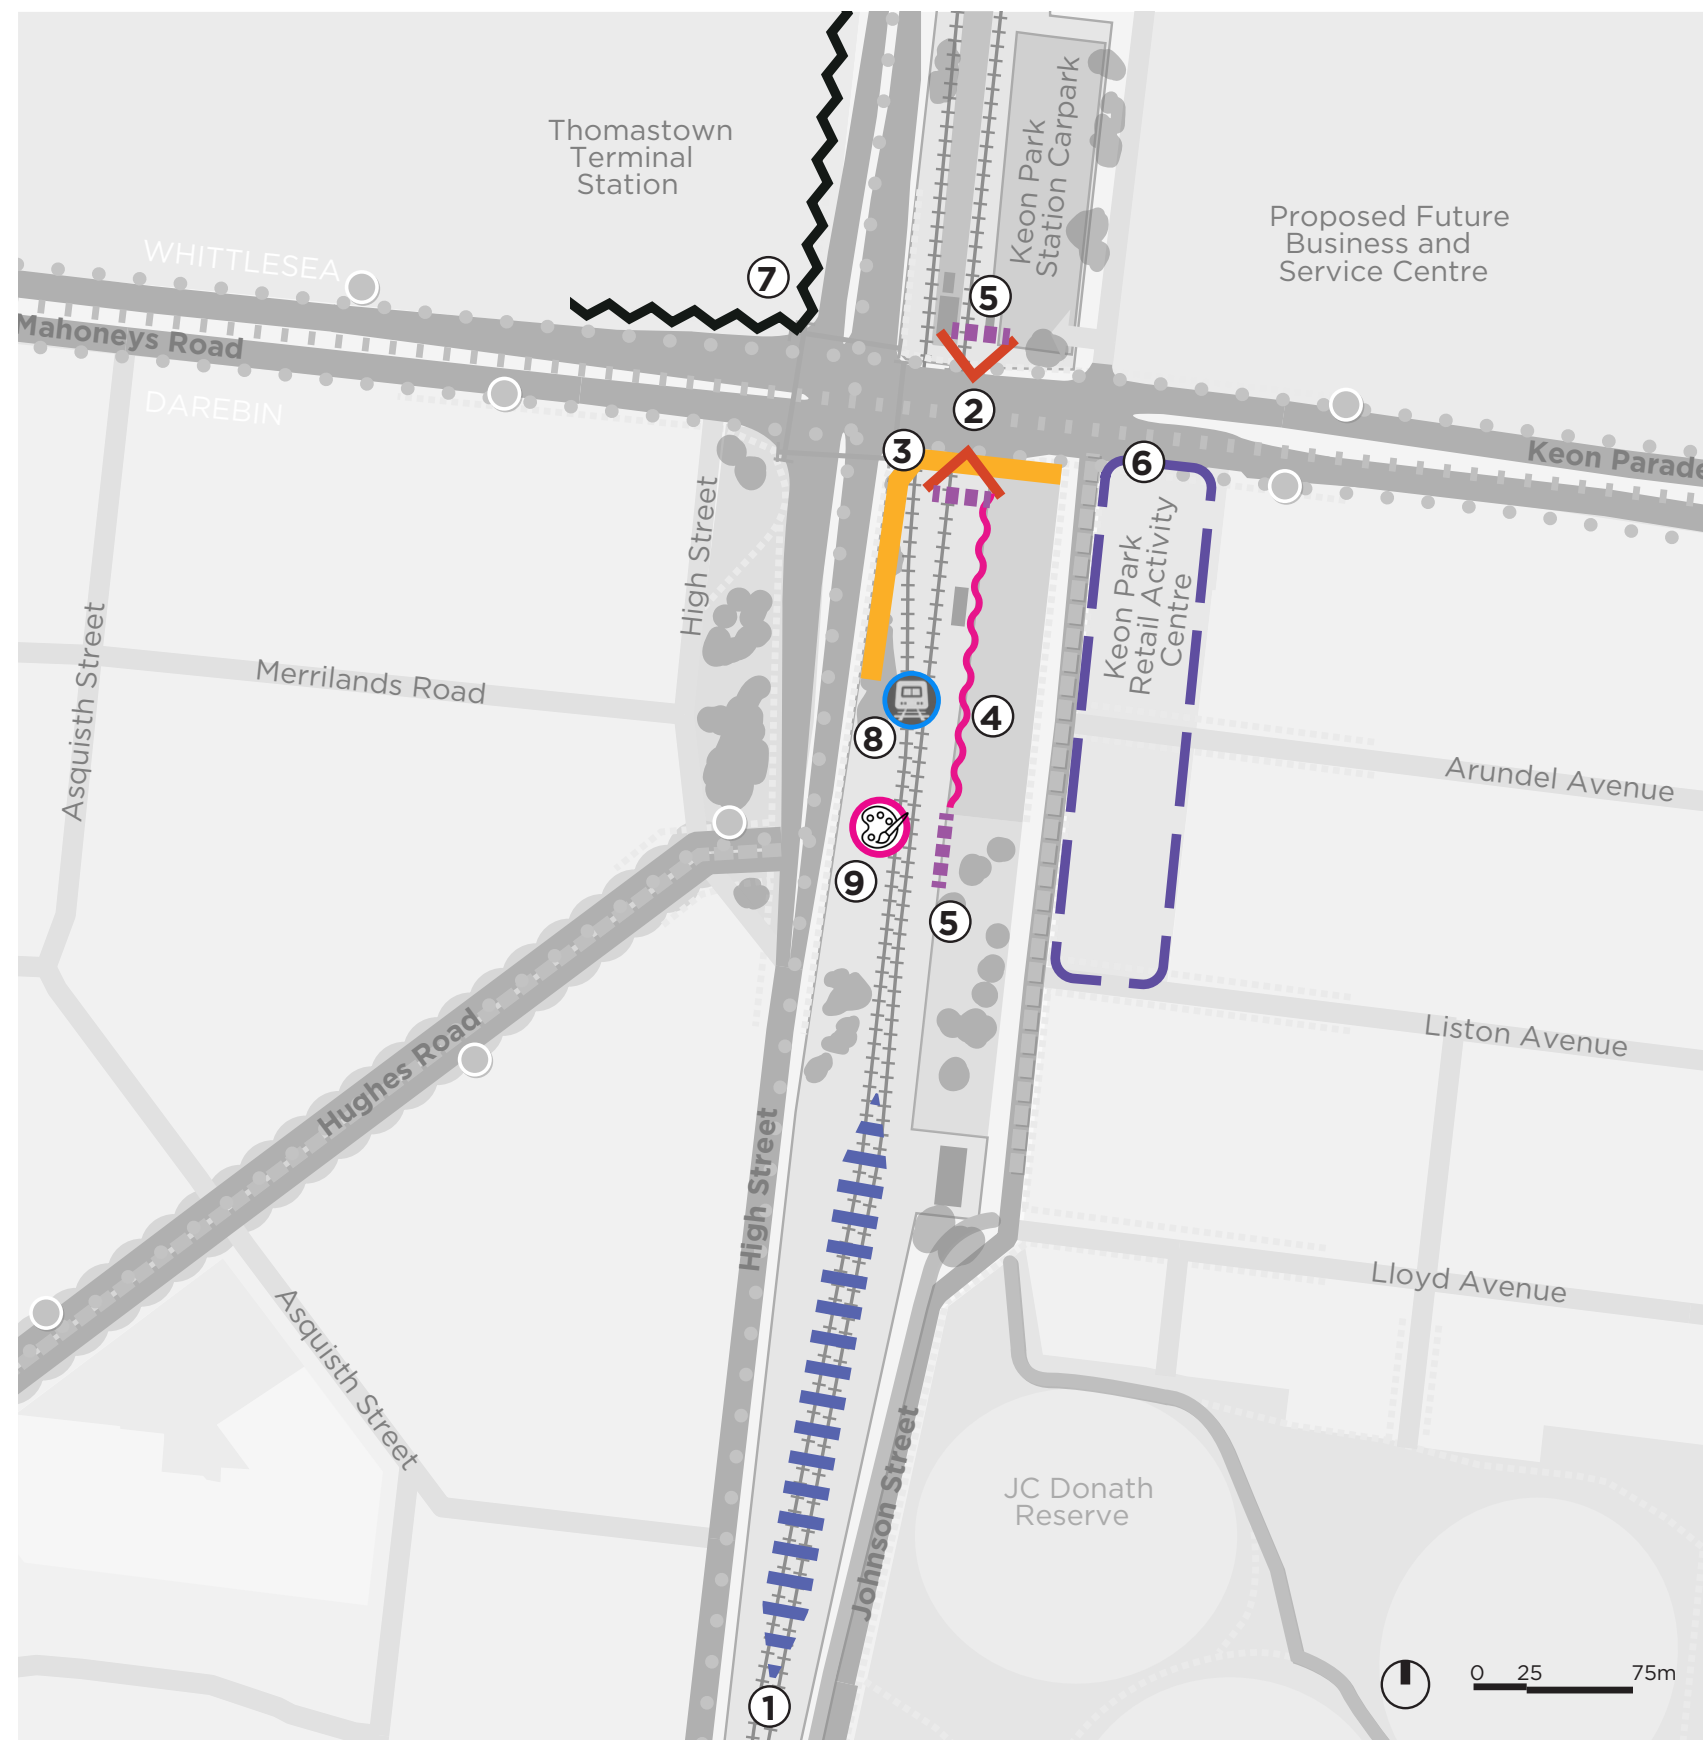 Thomastown
Terminal
Station
Keon Park
Station Carpark
Proposed Future
Business and
Service Centre
WHITTLESEA
7
5
Mahoneys Road
DAREBIN
2
3
6
Keon Parade
High Street
Keon Park
Retail Activity
Centre
Asquisth Street
Merrilands Road
4
8
Arundel Avenue
9
5
Liston Avenue
Hughes Road
High Street
Lloyd Avenue
Asquisth Street
Johnson Street
JC Donath
Reserve
0 25 75m
1